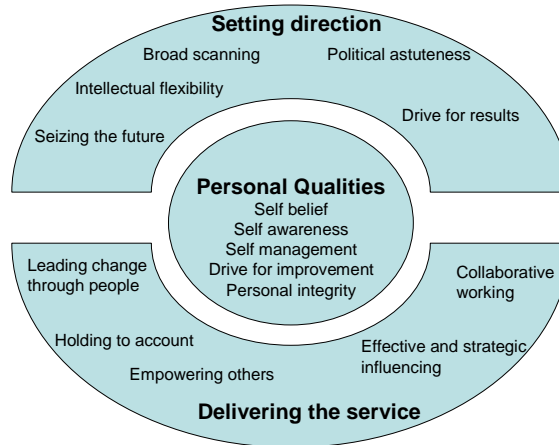 Setting direction
Broad scanning
Political astuteness
Intellectual flexibility
Drive for results
Seizing the future
Personal Qualities
Self belief
Self awareness
Self management
Drive for improvement
Personal integrity
Leading change
through people
Collaborative
working
Holding to account
Effective and strategic
influencing
Empowering others
Delivering the service